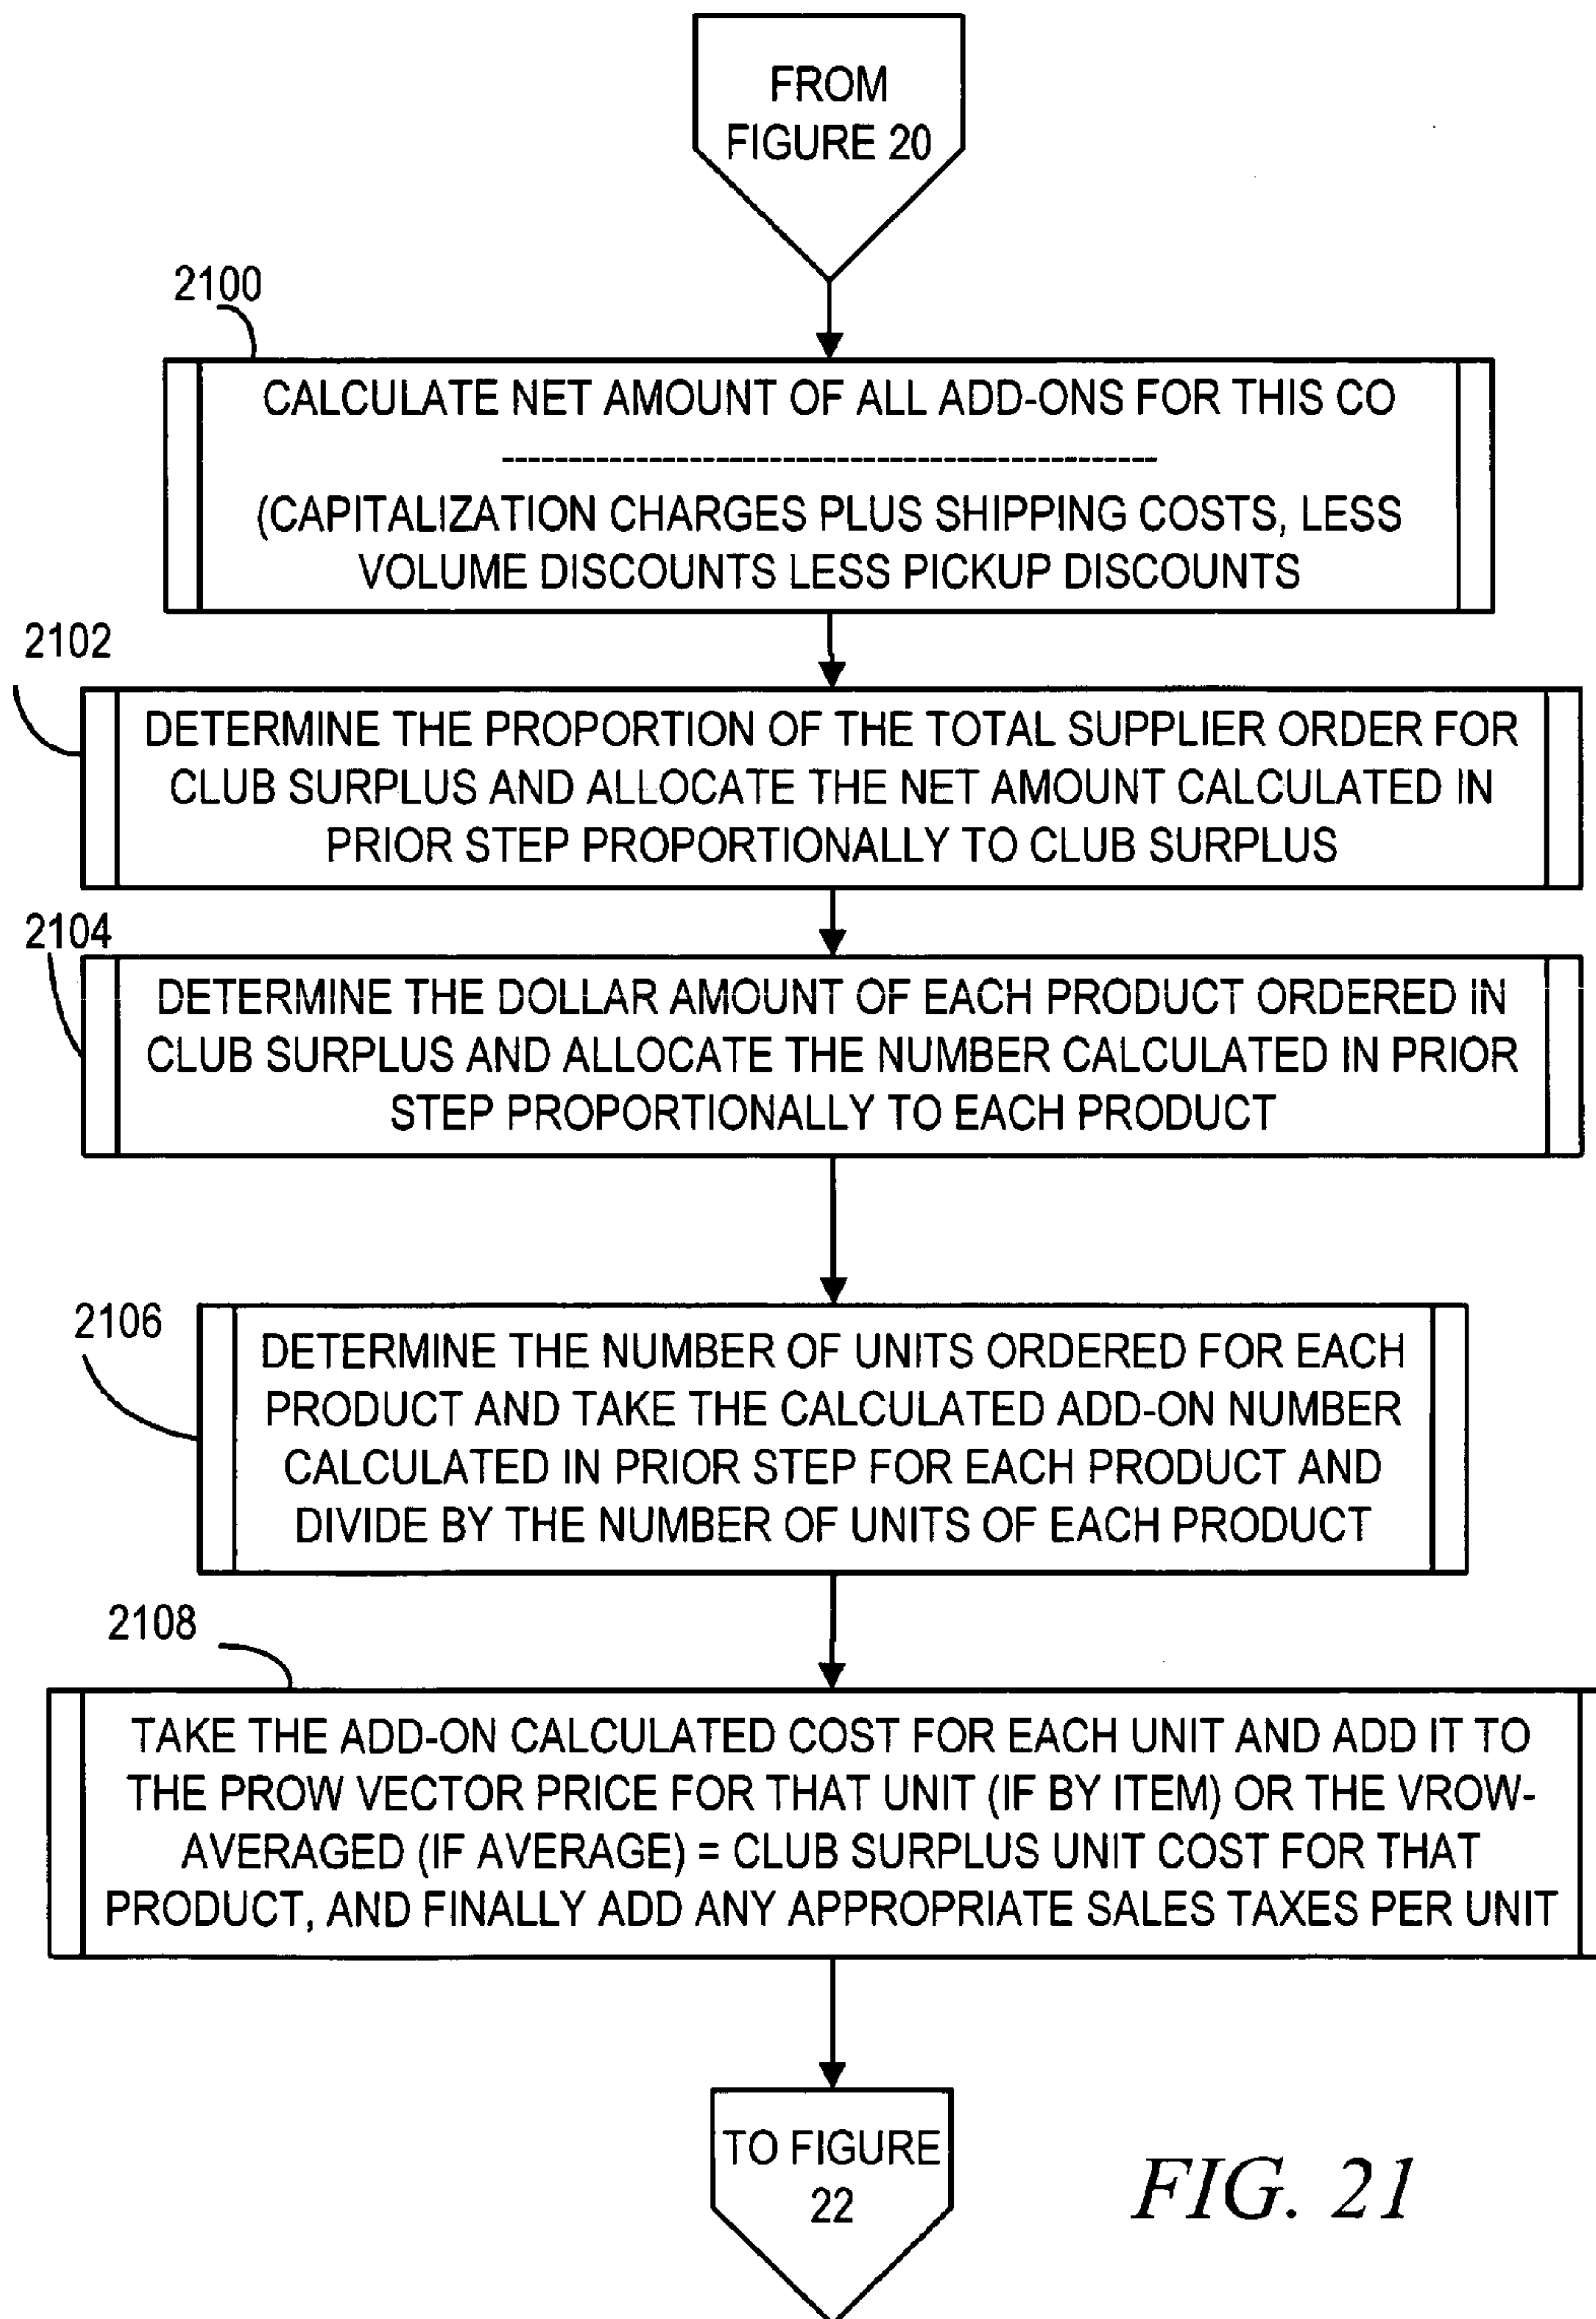 FROM
FIGURE 20
2100
CALCULATE NET AMOUNT OF ALL ADD-ONS FOR THIS CO
-----------------------------------------------
(CAPITALIZATION CHARGES PLUS SHIPPING COSTS, LESS
VOLUME DISCOUNTS LESS PICKUP DISCOUNTS
2102
DETERMINE THE PROPORTION OF THE TOTAL SUPPLIER ORDER FOR
CLUB SURPLUS AND ALLOCATE THE NET AMOUNT CALCULATED IN
PRIOR STEP PROPORTIONALLY TO CLUB SURPLUS
2104
DETERMINE THE DOLLAR AMOUNT OF EACH PRODUCT ORDERED IN
CLUB SURPLUS AND ALLOCATE THE NUMBER CALCULATED IN PRIOR
STEP PROPORTIONALLY TO EACH PRODUCT
2106
DETERMINE THE NUMBER OF UNITS ORDERED FOR EACH
PRODUCT AND TAKE THE CALCULATED ADD-ON NUMBER
CALCULATED IN PRIOR STEP FOR EACH PRODUCT AND
DIVIDE BY THE NUMBER OF UNITS OF EACH PRODUCT
2108
TAKE THE ADD-ON CALCULATED COST FOR EACH UNIT AND ADD IT TO
THE PROW VECTOR PRICE FOR THAT UNIT (IF BY ITEM) OR THE VROW-
AVERAGED (IF AVERAGE) = CLUB SURPLUS UNIT COST FOR THAT
PRODUCT, AND FINALLY ADD ANY APPROPRIATE SALES TAXES PER UNIT
TO FIGURE
22
FIG. 21